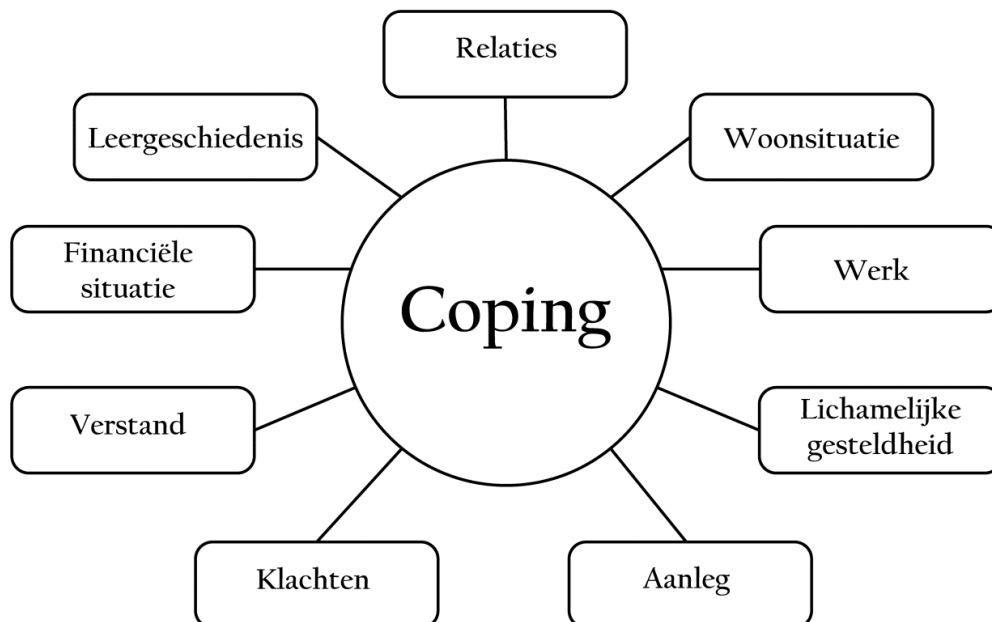 Relaties
Leergeschiedenis
Woonsituatie
Financiële
situatie
Werk
Coping
Verstand
Lichamelijke
gesteldheid
Klachten
Aanleg